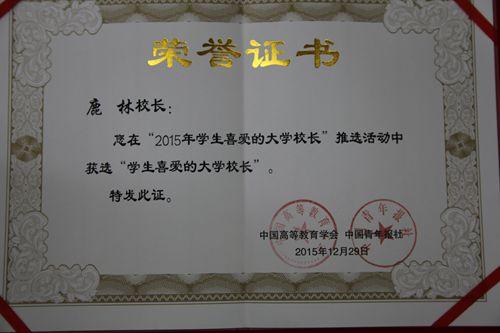 荣誉证书
鹿 林校长：
您在“2015年学生喜爱的大学校长”推选活动中
获选“学生喜爱的大学校长”。
特发此证。
中国高等教育学会 中国青年报社
2015年12月29日